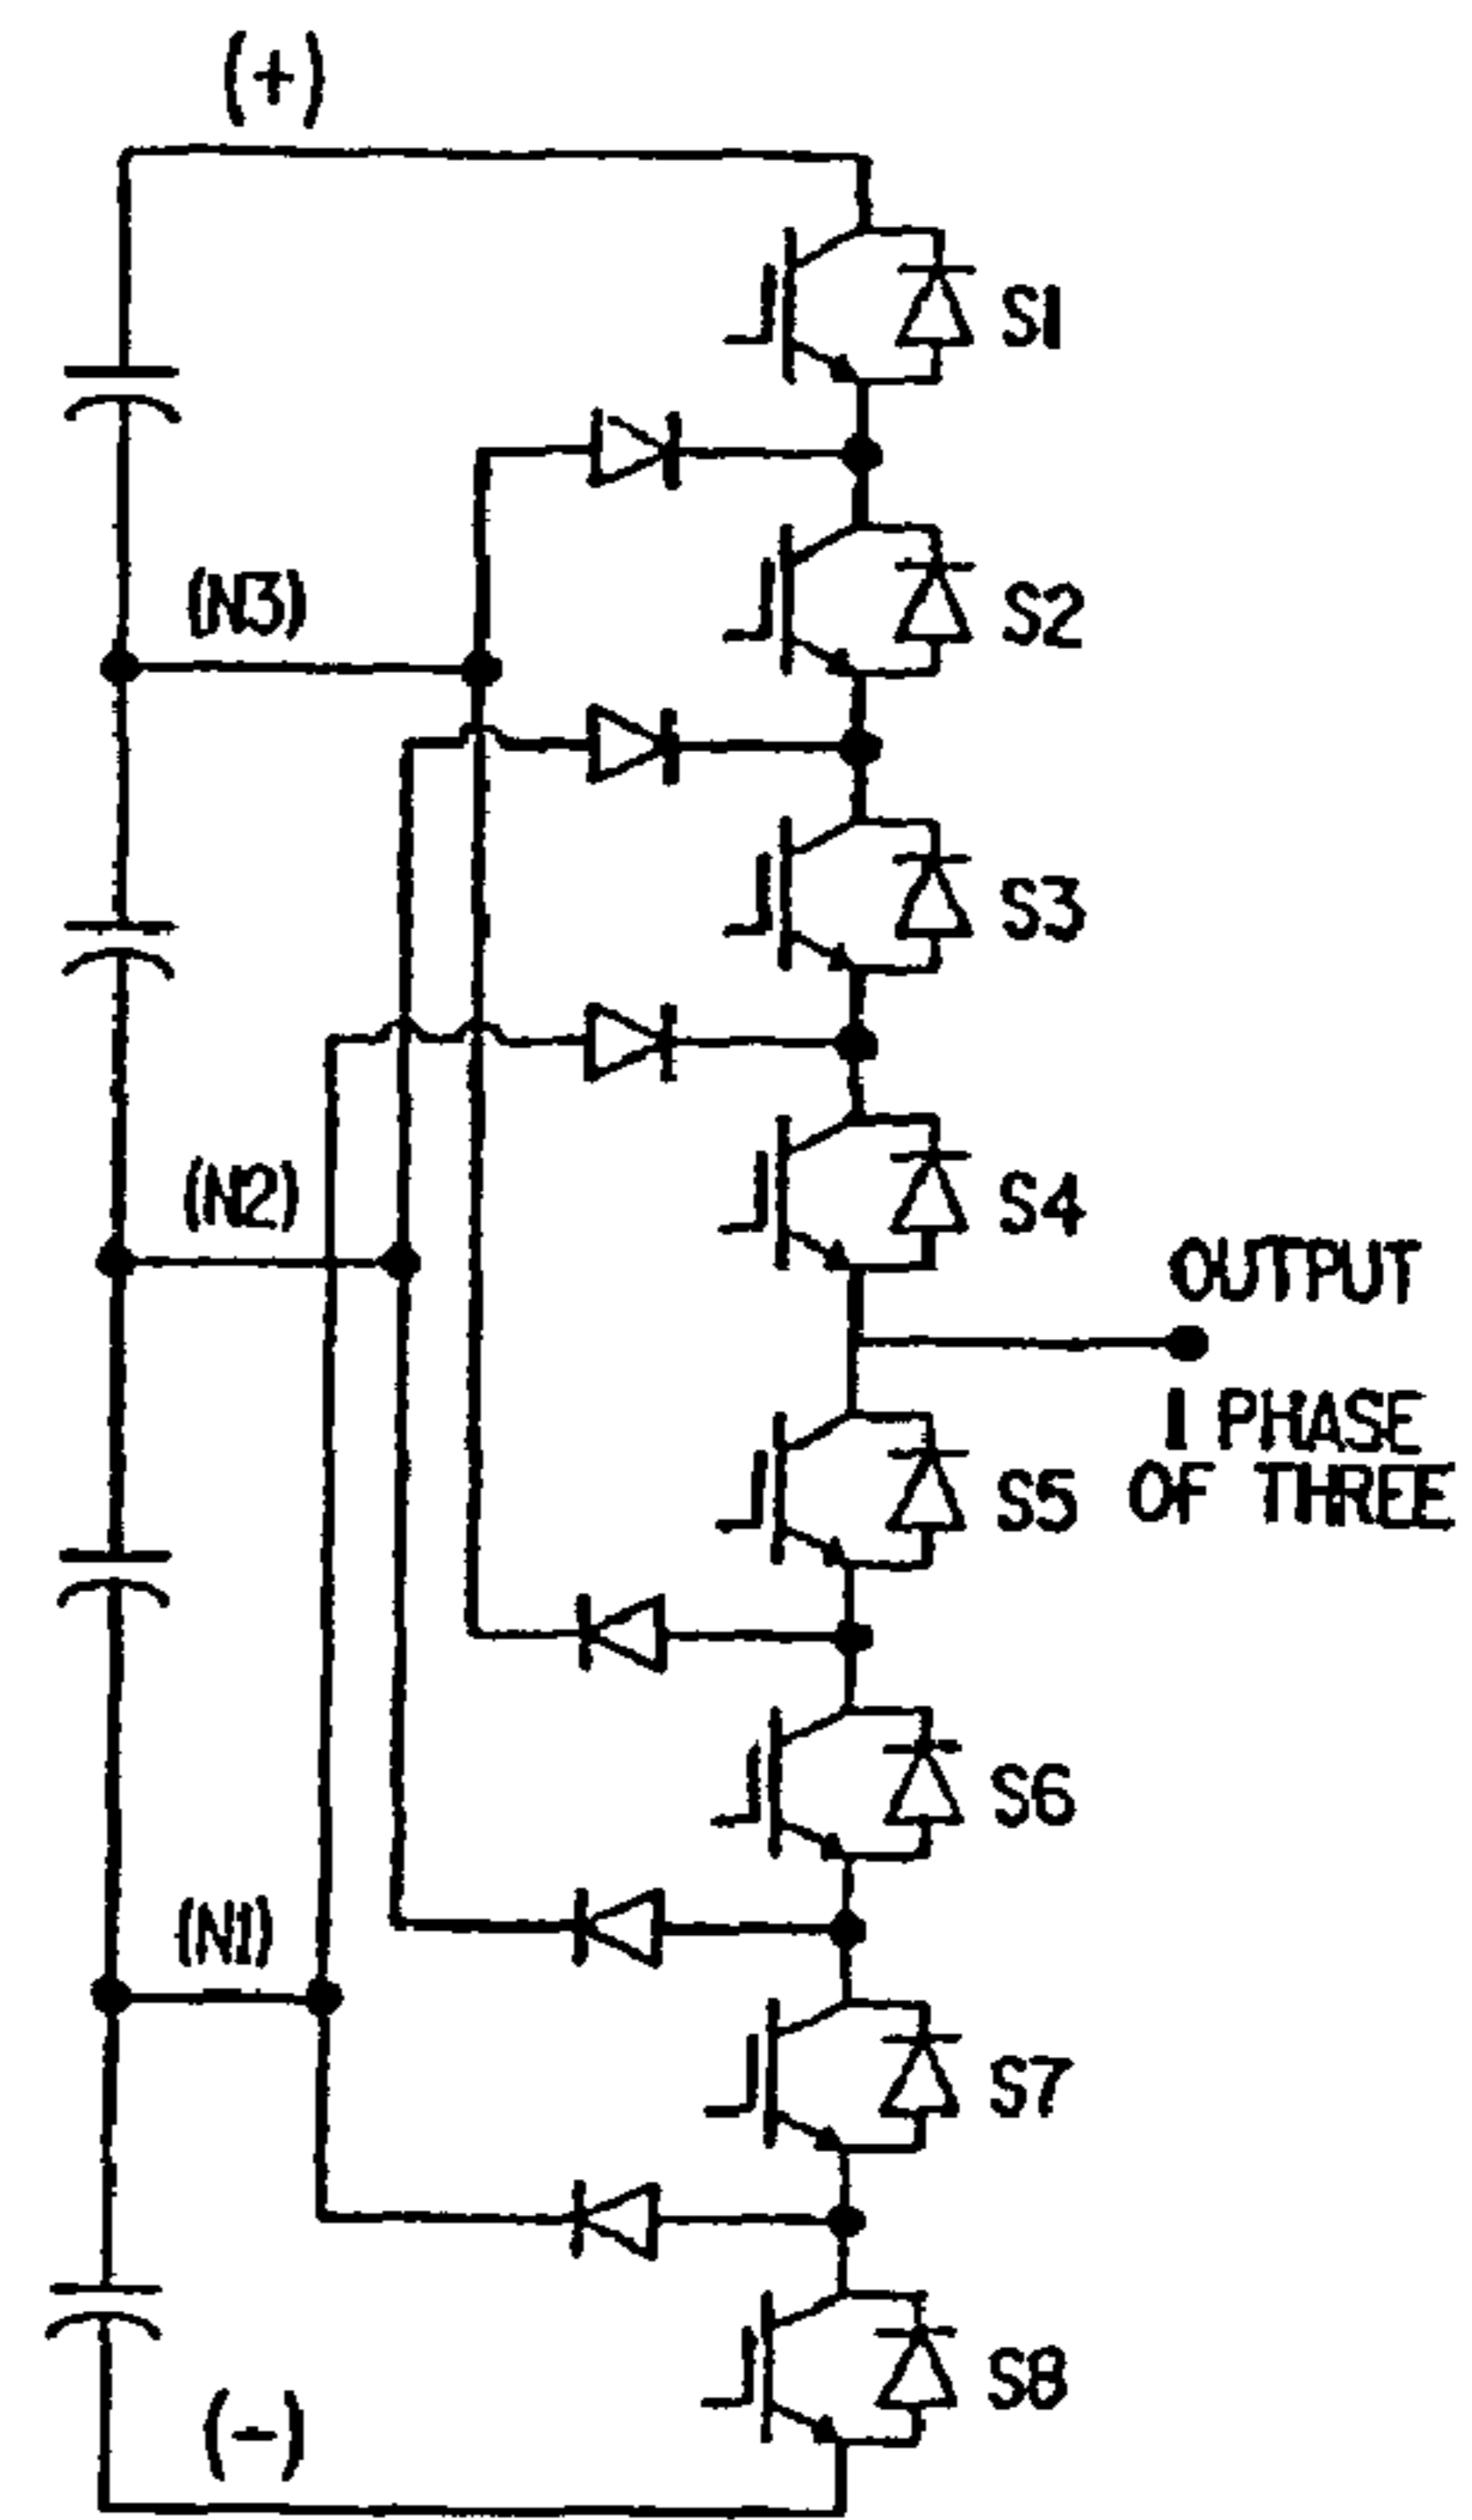 (+)
S1
(N3)
S2
S3
(N2)
S4
OUTPUT
1 PHASE
OF THREE
S5
S6
(N1)
S7
S8
(-)